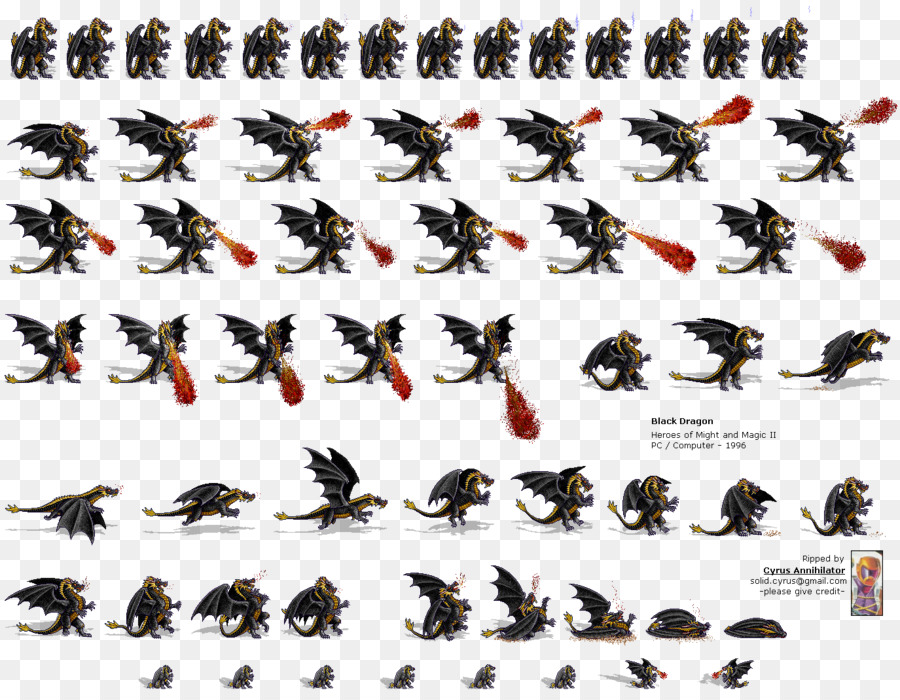 Black Dragon
Heroes of Might and Magic II
PC / Computer - 1996
Ripped by
Cyrus Annihilator
solid.cyrus@gmail.com
~please give credit~